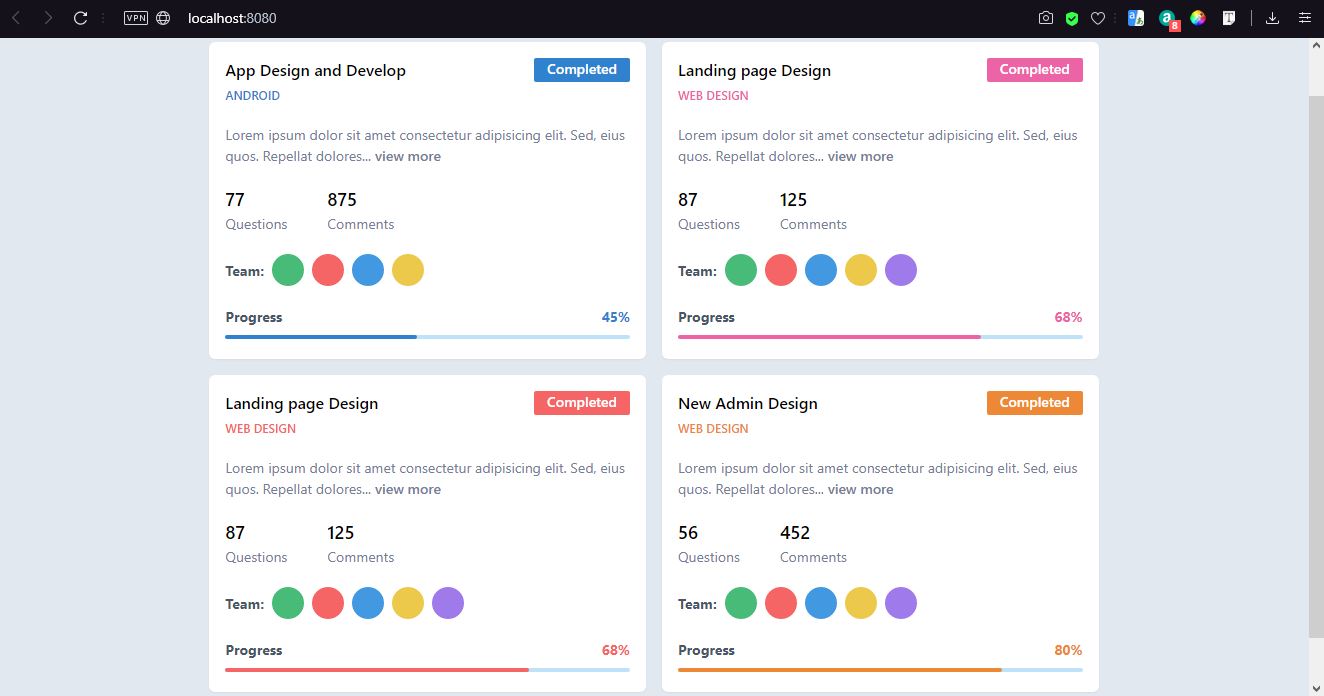 VPN localhost:8080
8
App Design and Develop Completed
ANDROID
Lorem ipsum dolor sit amet consectetur adipisicing elit. Sed, eius
quos. Repellat dolores... view more
77 875
Questions Comments
Team:
Progress 45%
Landing page Design Completed
WEB DESIGN
Lorem ipsum dolor sit amet consectetur adipisicing elit. Sed, eius
quos. Repellat dolores... view more
87 125
Questions Comments
Team:
Progress 68%
Landing page Design Completed
WEB DESIGN
Lorem ipsum dolor sit amet consectetur adipisicing elit. Sed, eius
quos. Repellat dolores... view more
87 125
Questions Comments
Team:
Progress 68%
New Admin Design Completed
WEB DESIGN
Lorem ipsum dolor sit amet consectetur adipisicing elit. Sed, eius
quos. Repellat dolores... view more
56 452
Questions Comments
Team:
Progress 80%